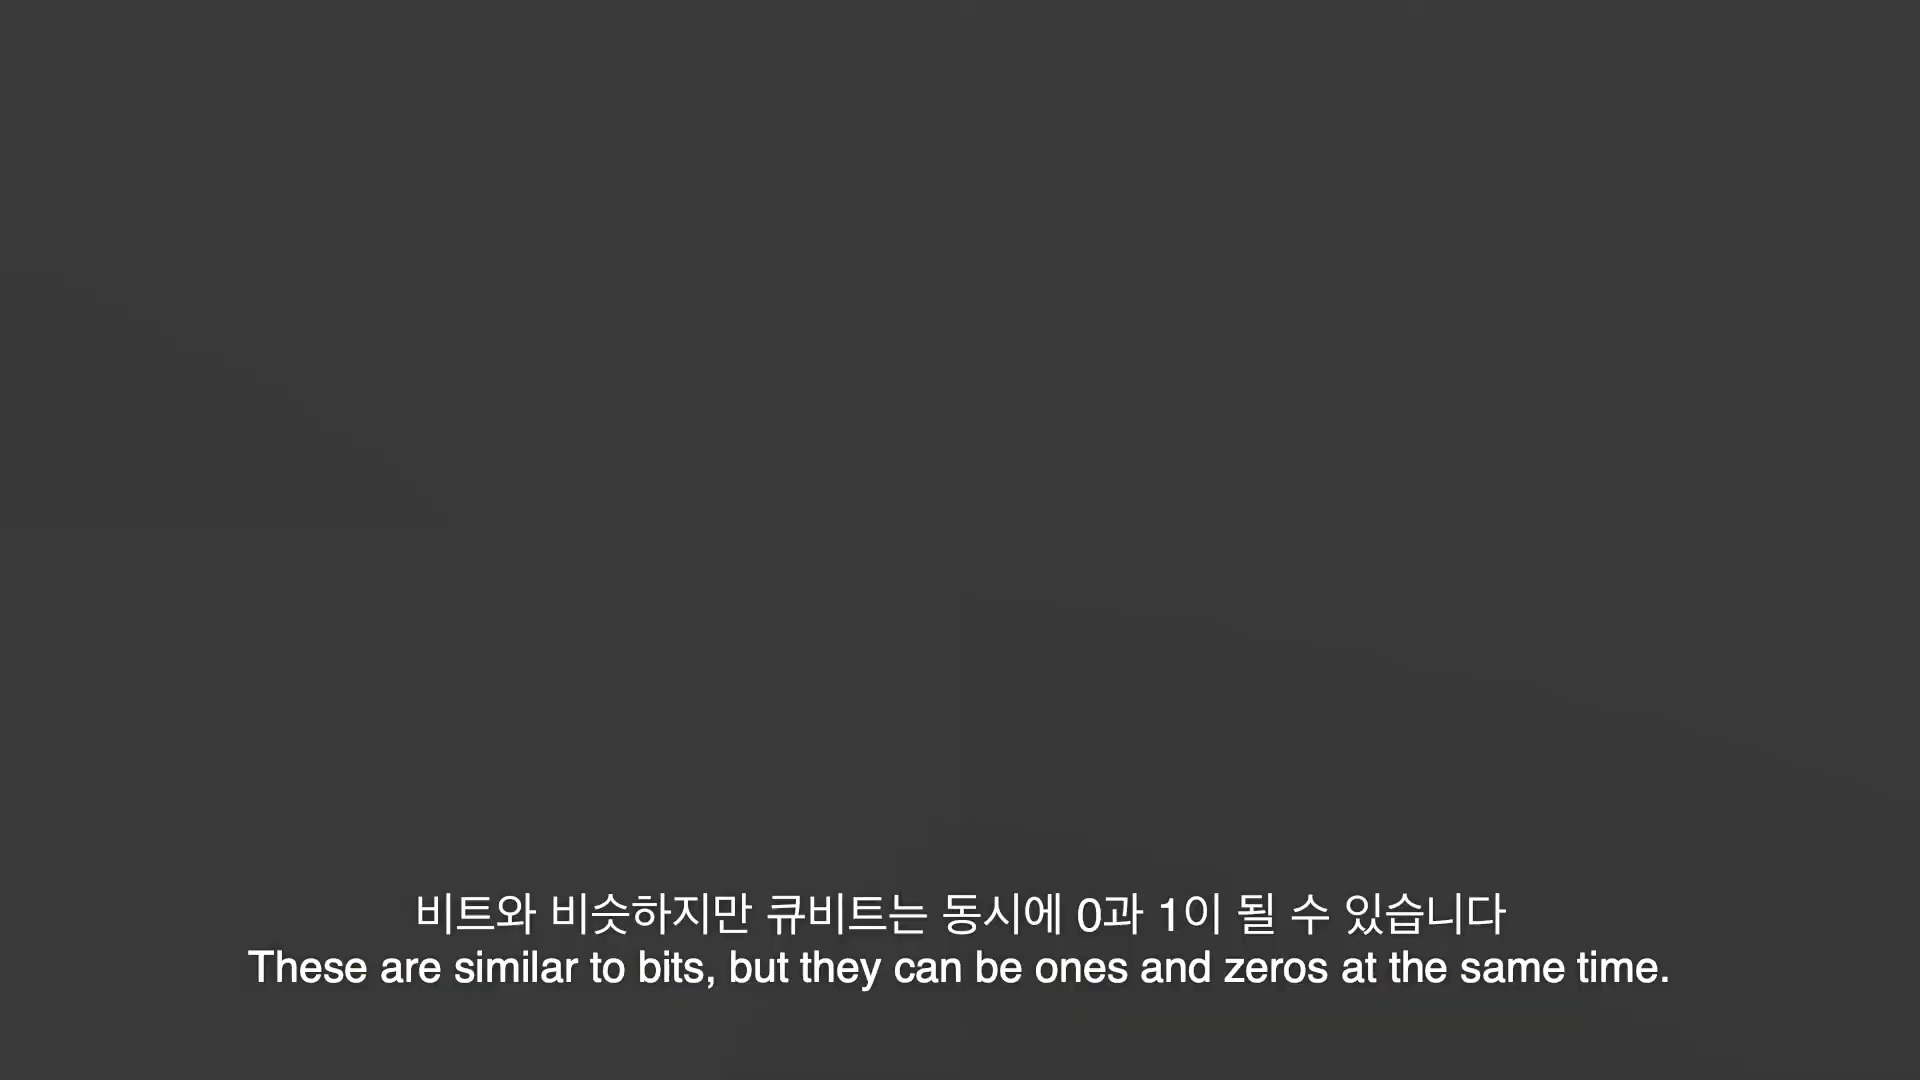 비트와 비슷하지만 큐비트는 동시에 0과 1이 될 수 있습니다
These are similar to bits, but they can be ones and zeros at the same time.